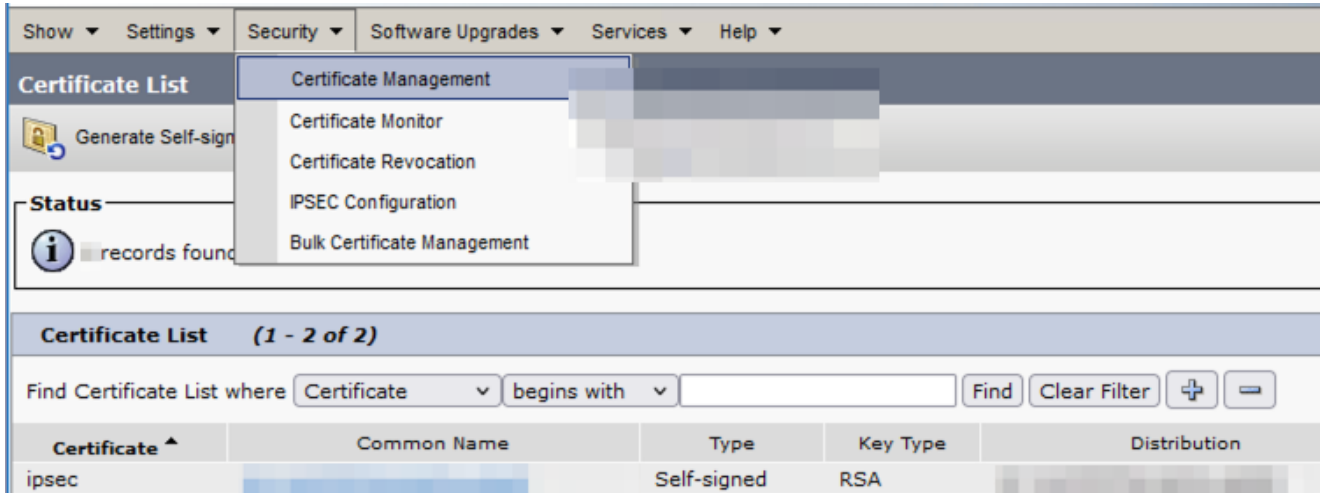 Show Settings Security Software Upgrades Services Help
Certificate List
Certificate Management
Generate Self-sign
Certificate Monitor
Certificate Revocation
Status
IPSEC Configuration
records found
Bulk Certificate Management
Certificate List (1 - 2 of 2)
Find Certificate List where Certificate begins with Find Clear Filter
Certificate Common Name Type Key Type Distribution
ipsec Self-signed RSA